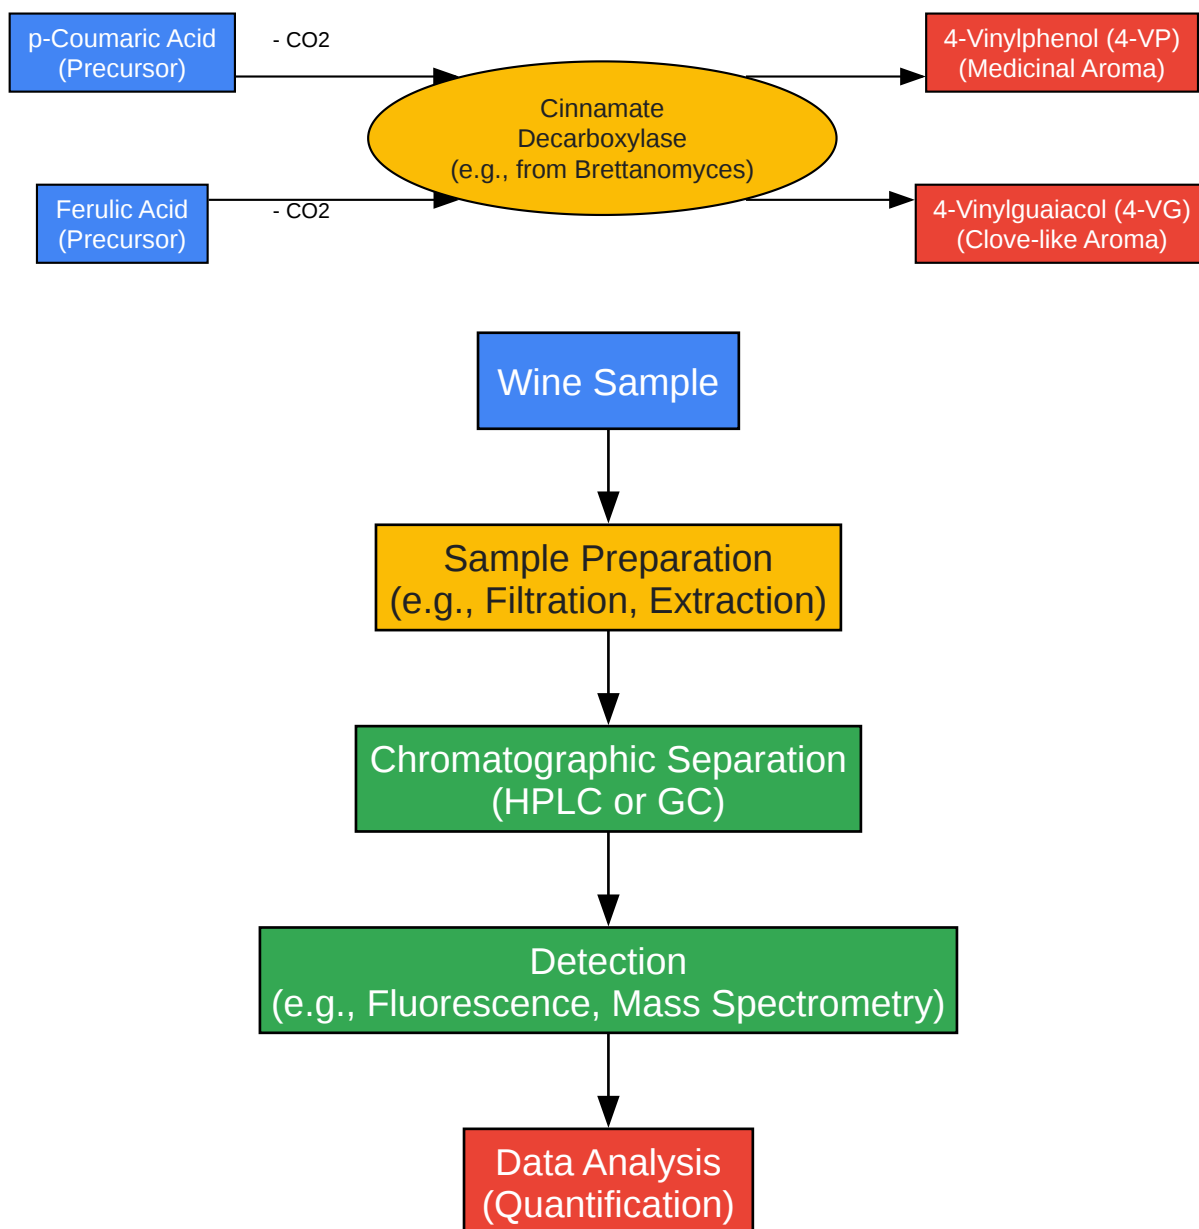 p-Coumaric Acid
(Precursor)
- CO2
Cinnamate
Decarboxylase
(e.g., from Brettanomyces)
4-Vinylphenol (4-VP)
(Medicinal Aroma)
Ferulic Acid
(Precursor)
- CO2
4-Vinylguaiacol (4-VG)
(Clove-like Aroma)
Wine Sample
Sample Preparation
(e.g., Filtration, Extraction)
Chromatographic Separation
(HPLC or GC)
Detection
(e.g., Fluorescence, Mass Spectrometry)
Data Analysis
(Quantification)